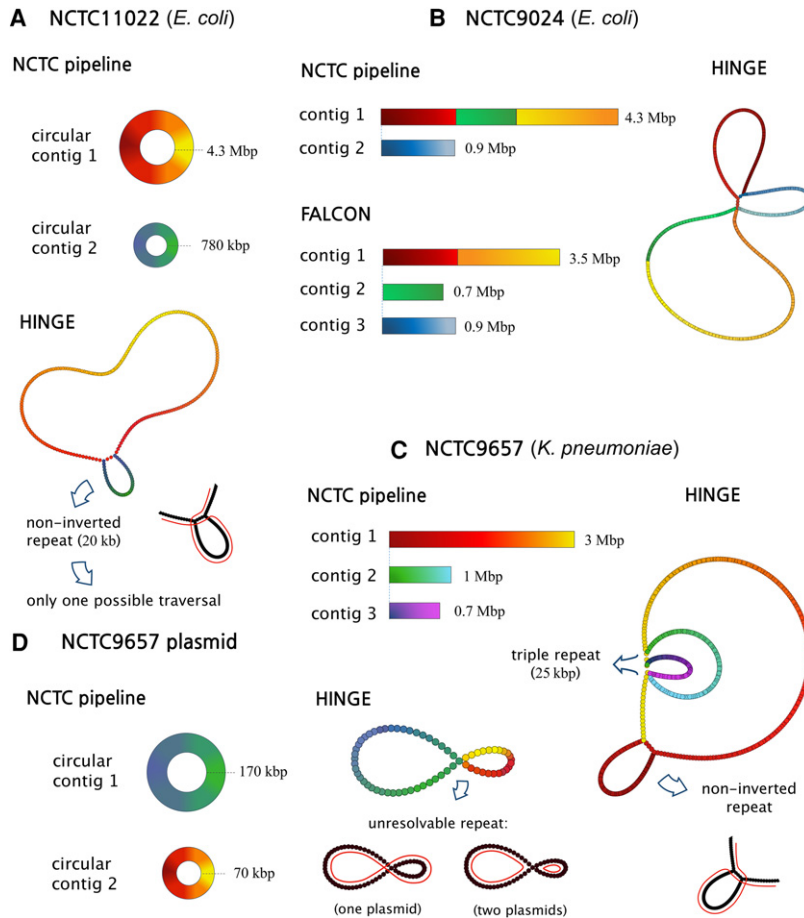 A NCTC11022 (E. coli)
NCTC pipeline
circular
contig 1
4.3 Mbp
circular
contig 2
780 kbp
HINGE
non-inverted
repeat (20 kb)
only one possible traversal
B NCTC9024 (E. coli)
NCTC pipeline
HINGE
contig 1
4.3 Mbp
contig 2
0.9 Mbp
FALCON
contig 1
3.5 Mbp
contig 2
0.7 Mbp
contig 3
0.9 Mbp
C NCTC9657 (K. pneumoniae)
NCTC pipeline
HINGE
contig 1
3 Mbp
contig 2
1 Mbp
contig 3
0.7 Mbp
triple repeat
(25 kbp)
non-inverted
repeat
D NCTC9657 plasmid
NCTC pipeline
HINGE
circular
contig 1
170 kbp
circular
contig 2
70 kbp
unresolvable repeat:
(one plasmid)
(two plasmids)